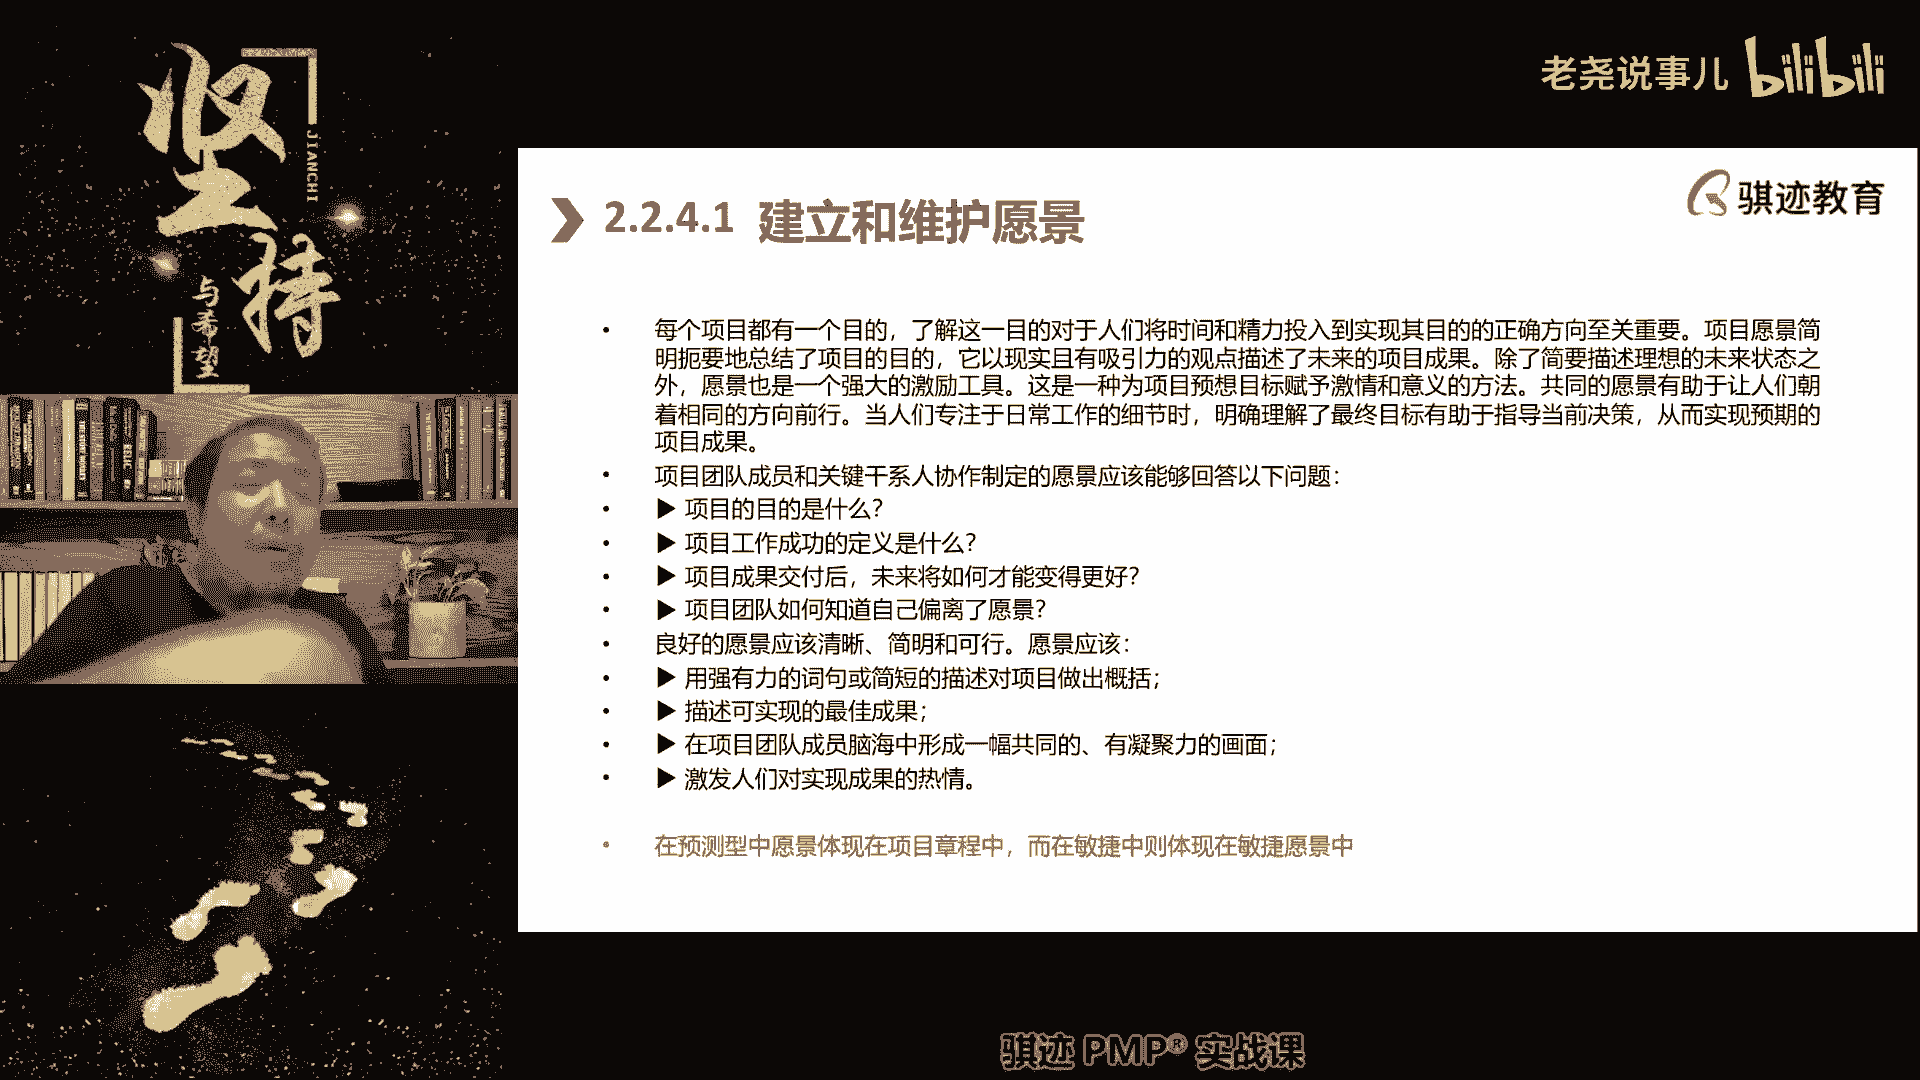 坚持
JIANCHI
与希望
老尧说事儿 bilibili
骐迹教育
2.2.4.1 建立和维护愿景
• 每个项目都有一个目的，了解这一目的对于人们将时间和精力投入到实现其目的的正确方向至关重要。项目愿景简
明扼要地总结了项目的目的，它以现实且有吸引力的观点描述了未来的项目成果。除了简要描述理想的未来状态之
外，愿景也是一个强大的激励工具。这是一种为项目预想目标赋予激情和意义的方法。共同的愿景有助于让人们朝
着相同的方向前行。当人们专注于日常工作的细节时，明确理解了最终目标有助于指导当前决策，从而实现预期的
项目成果。
• 项目团队成员和关键干系人协作制定的愿景应该能够回答以下问题：
• ▶ 项目的目的是什么？
• ▶ 项目工作成功的定义是什么？
• ▶ 项目成果交付后，未来将如何才能变得更好？
• ▶ 项目团队如何知道自己偏离了愿景？
• 良好的愿景应该清晰、简明和可行。愿景应该：
• ▶ 用强有力的词句或简短的描述对项目做出概括；
• ▶ 描述可实现的最佳成果；
• ▶ 在项目团队成员脑海中形成一幅共同的、有凝聚力的画面；
• ▶ 激发人们对实现成果的热情。
• 在预测型中愿景体现在项目章程中，而在敏捷中则体现在敏捷愿景中
骐迹 PMP® 实战课